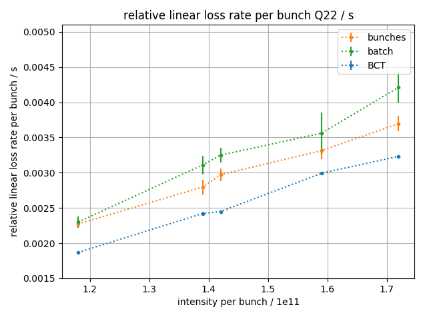 relative linear loss rate per bunch Q22 / s
relative linear loss rate per bunch / s
0.0050
0.0045
0.0040
0.0035
0.0030
0.0025
0.0020
0.0015
bunches
batch
BCT
1.2 1.3 1.4 1.5 1.6 1.7
intensity per bunch / 1e11